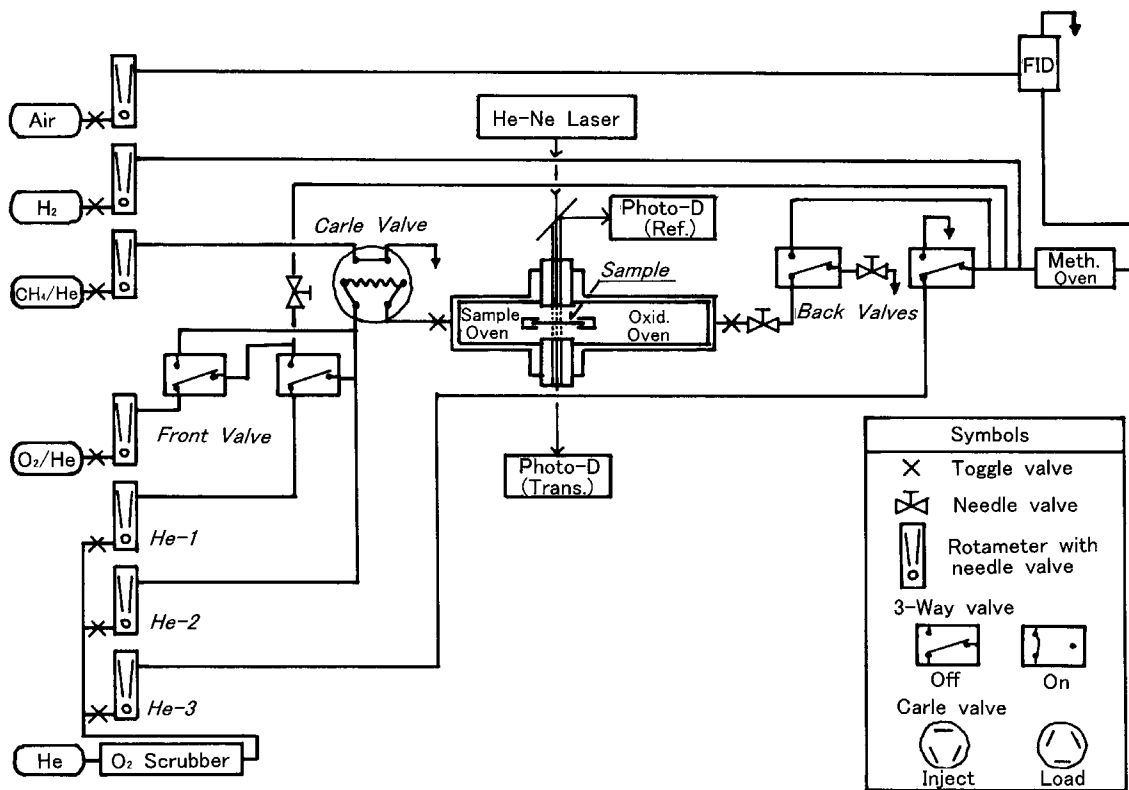 FID
Air
He-Ne Laser
H₂
Carle Valve
Photo-D
(Ref.)
Sample
CH₄/He
Meth.
Oven
Back Valves
Sample
Oven
Oxid.
Oven
Front Valve
O₂/He
Photo-D
(Trans.)
He-1
He-2
He-3
He
O₂ Scrubber
Symbols
Toggle valve
Needle valve
Rotameter with
needle valve
3-Way valve
Off
On
Carle valve
Inject
Load